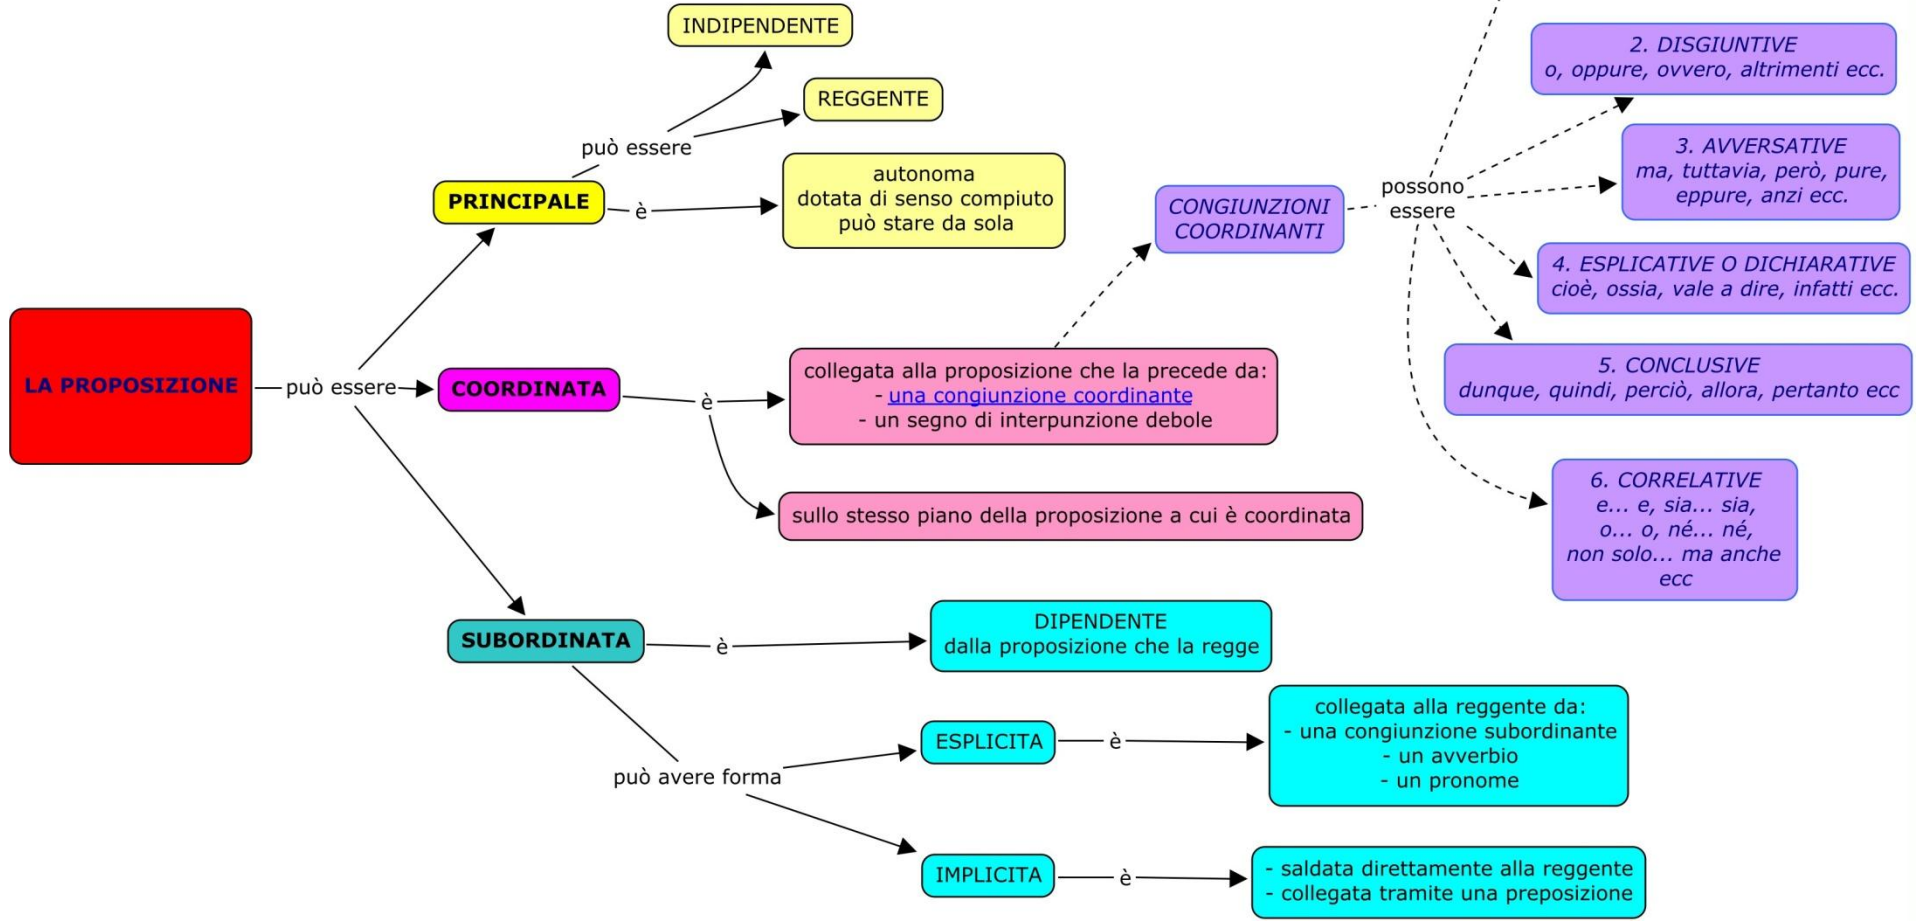 INDIPENDENTE
REGGENTE
può essere
autonoma
dotata di senso compiuto
può stare da sola
PRINCIPALE
è
LA PROPOSIZIONE
può essere
COORDINATA
è
collegata alla proposizione che la precede da:
- una congiunzione coordinante
- un segno di interpunzione debole
sullo stesso piano della proposizione a cui è coordinata
CONGIUNZIONI
COORDINANTI
possono
essere
2. DISGIUNTIVE
o, oppure, ovvero, altrimenti ecc.
3. AVVERSATIVE
ma, tuttavia, però, pure,
eppure, anzi ecc.
4. ESPLICATIVE O DICHIARATIVE
cioè, ossia, vale a dire, infatti ecc.
5. CONCLUSIVE
dunque, quindi, perciò, allora, pertanto ecc
6. CORRELATIVE
e... e, sia... sia,
o... o, né... né,
non solo... ma anche
ecc
SUBORDINATA
è
DIPENDENTE
dalla proposizione che la regge
può avere forma
ESPLICITA
è
collegata alla reggente da:
- una congiunzione subordinante
- un avverbio
- un pronome
IMPLICITA
è
- saldata direttamente alla reggente
- collegata tramite una preposizione